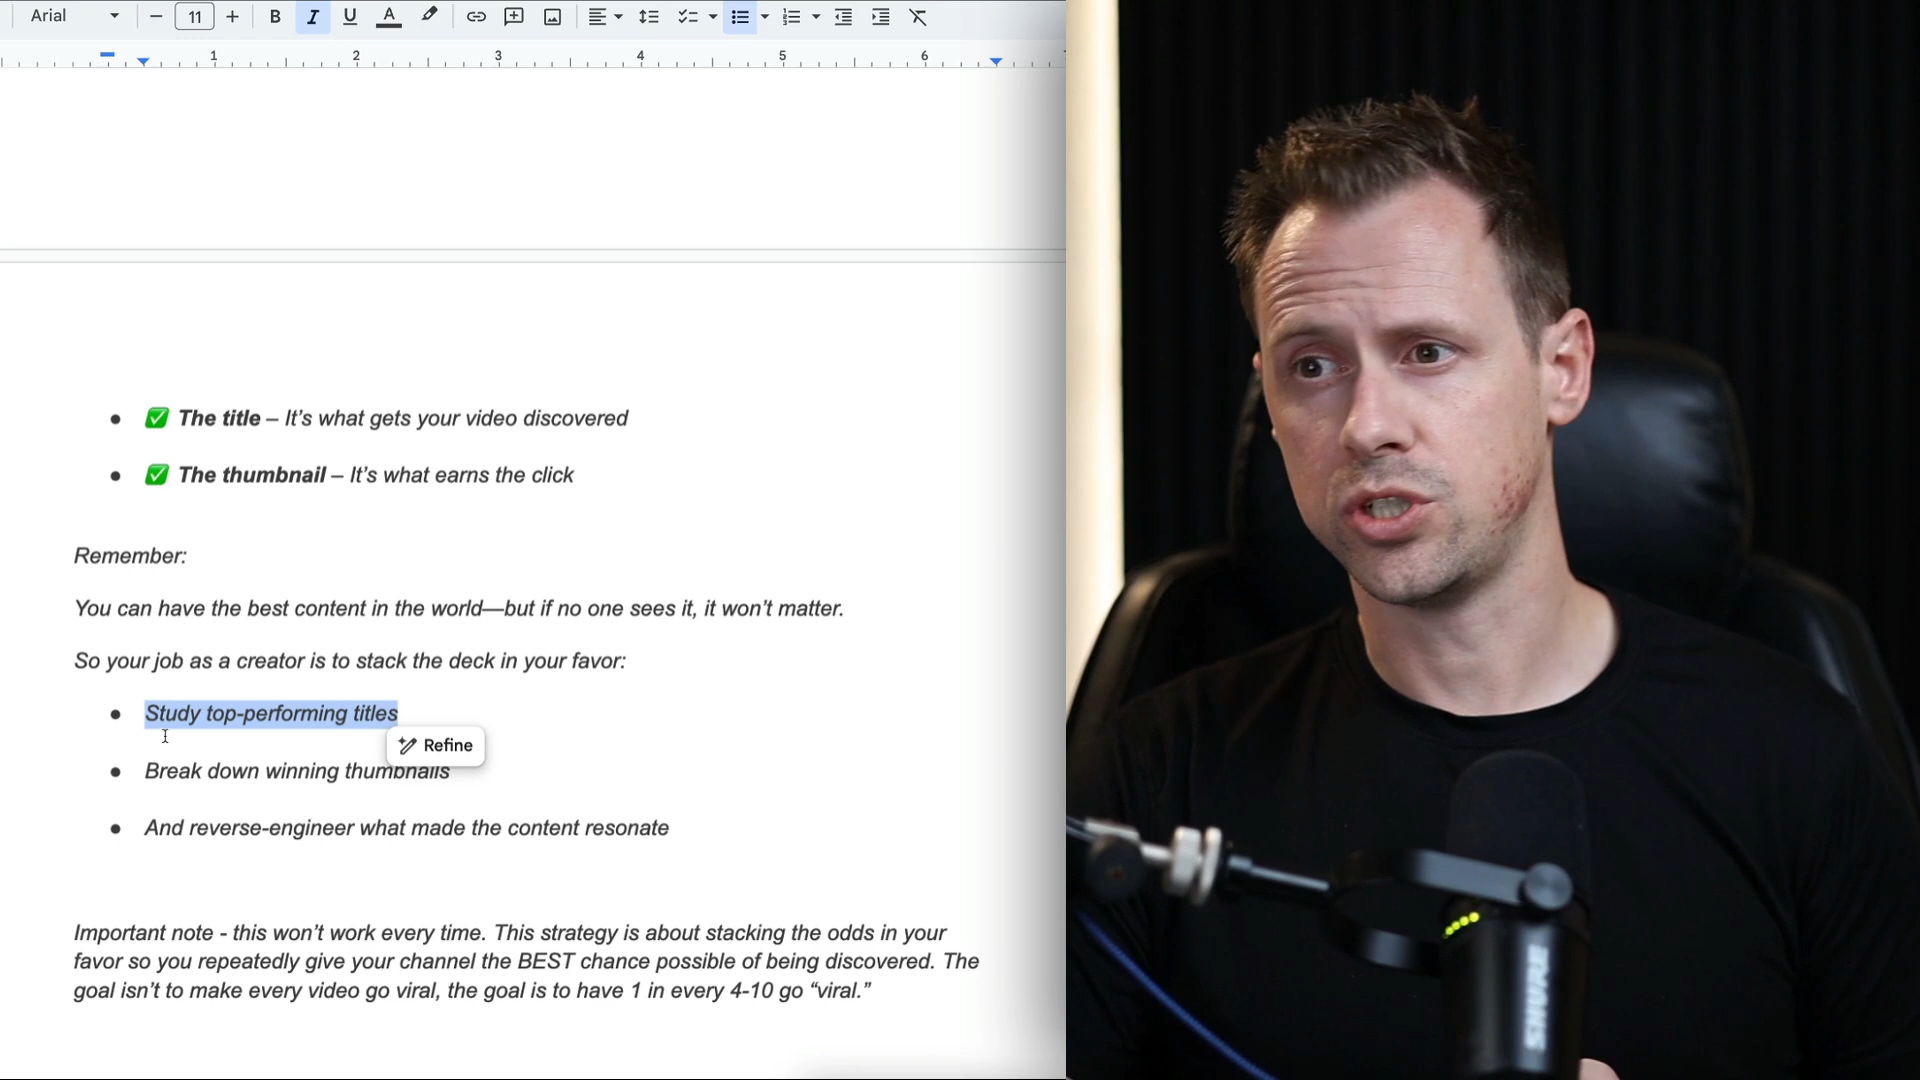 Arial
11
B I U A
1 2 3 4 5 6
✅ The title – It’s what gets your video discovered
✅ The thumbnail – It’s what earns the click
Remember:
You can have the best content in the world—but if no one sees it, it won’t matter.
So your job as a creator is to stack the deck in your favor:
Study top-performing titles
Refine
Break down winning thumbnails
And reverse-engineer what made the content resonate
Important note - this won’t work every time. This strategy is about stacking the odds in your
favor so you repeatedly give your channel the BEST chance possible of being discovered. The
goal isn’t to make every video go viral, the goal is to have 1 in every 4-10 go “viral.”
SHURE